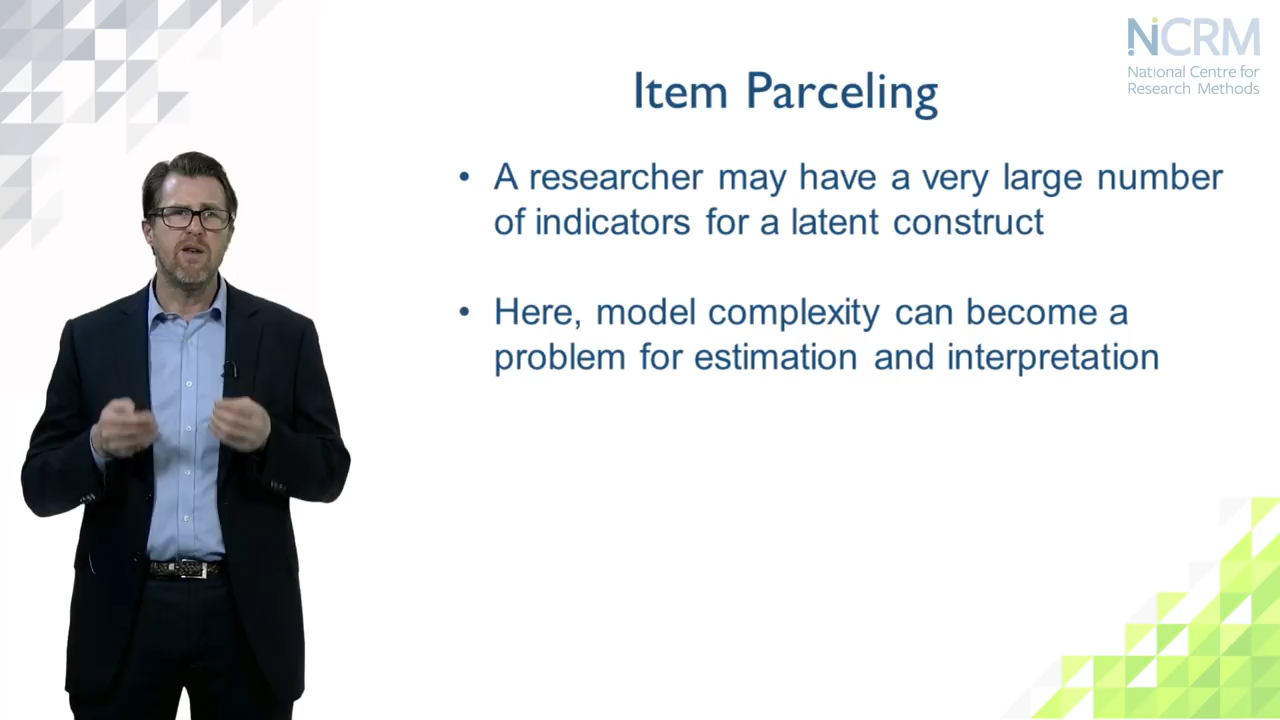 NCRM
National Centre for
Research Methods
Item Parceling
• A researcher may have a very large number
of indicators for a latent construct
• Here, model complexity can become a
problem for estimation and interpretation